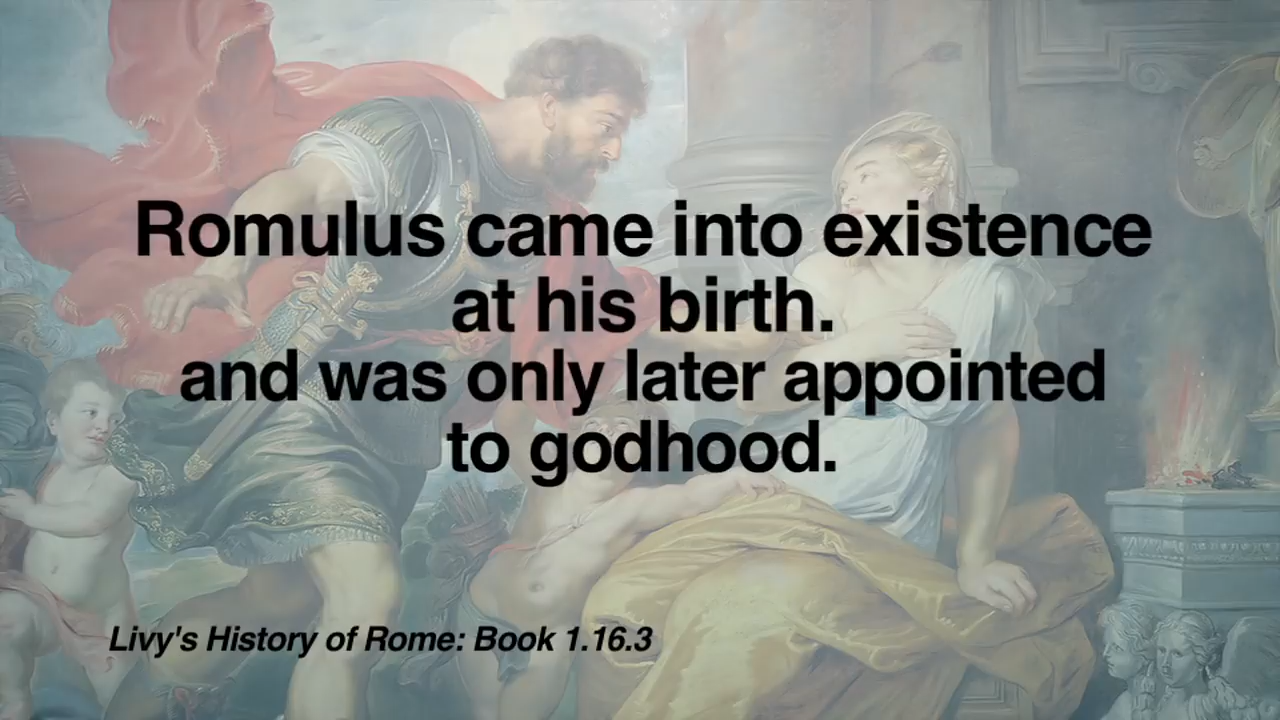 Romulus came into existence
at his birth.
and was only later appointed
to godhood.
Livy's History of Rome: Book 1.16.3